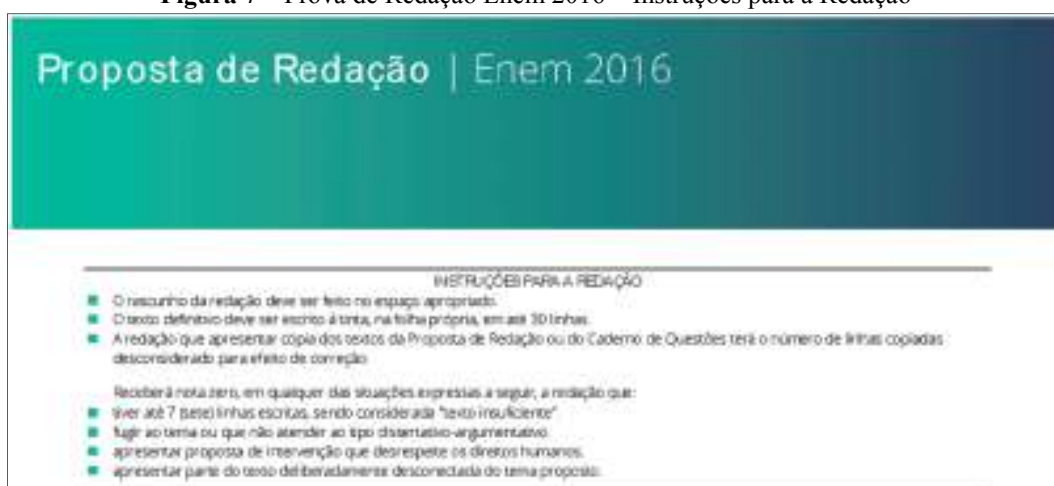 Figura 7 – Prova de Redação Enem 2016 – Instruções para a Redação
Proposta de Redação | Enem 2016
INSTRUÇÕES PARA A REDAÇÃO
O rascunho da redação deve ser feito no espaço apropriado.
O texto definitivo deve ser escrito à tinta, na folha própria, em até 30 linhas.
A redação que apresentar cópia dos textos da Proposta de Redação ou do Caderno de Questões terá o número de linhas copiadas
desconsiderado para efeito de correção.
Receberá nota zero, em qualquer das situações expressas a seguir, a redação que:
tiver até 7 (sete) linhas escritas, sendo considerada "texto insuficiente".
fugir ao tema ou que não atender ao tipo dissertativo-argumentativo.
apresentar proposta de intervenção que desrespeite os direitos humanos.
apresentar parte do texto deliberadamente desconectada do tema proposto.